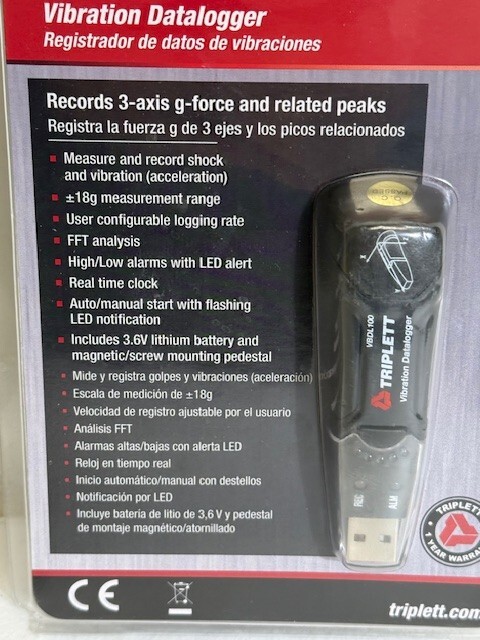 Vibration Datalogger
Registrador de datos de vibraciones
Records 3-axis g-force and related peaks
Registra la fuerza g de 3 ejes y los picos relacionados
Measure and record shock
and vibration (acceleration)
±18g measurement range
User configurable logging rate
FFT analysis
High/Low alarms with LED alert
Real time clock
Auto/manual start with flashing
LED notification
Includes 3.6V lithium battery and
magnetic/screw mounting pedestal
Mide y registra golpes y vibraciones (aceleración)
Escala de medición de ±18g
Velocidad de registro ajustable por el usuario
Análisis FFT
Alarmas altas/bajas con alerta LED
Reloj en tiempo real
Inicio automático/manual con destellos
Notificación por LED
Incluye batería de litio de 3,6 V y pedestal
de montaje magnético/atornillado
Q.C.
PASSED
X
Y
VBDL100
TRIPLETT
Vibration Datalogger
REC
ALM
TRIPLETT
1 YEAR WARRA
CE
triplett.com